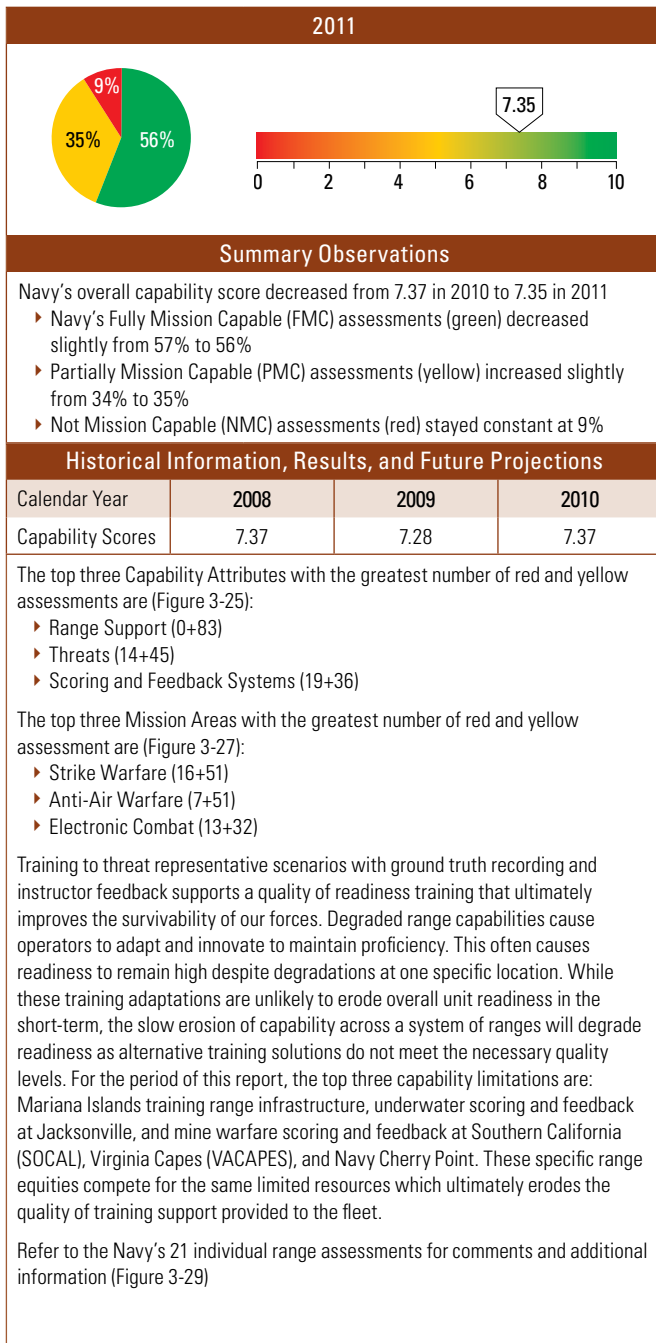 2011
9%
35%
56%
7.35
0 2 4 6 8 10
Summary Observations
Navy's overall capability score decreased from 7.37 in 2010 to 7.35 in 2011
▸ Navy's Fully Mission Capable (FMC) assessments (green) decreased
slightly from 57% to 56%
▸ Partially Mission Capable (PMC) assessments (yellow) increased slightly
from 34% to 35%
▸ Not Mission Capable (NMC) assessments (red) stayed constant at 9%
Historical Information, Results, and Future Projections
Calendar Year 2008 2009 2010
Capability Scores 7.37 7.28 7.37
The top three Capability Attributes with the greatest number of red and yellow
assessments are (Figure 3-25):
▸ Range Support (0+83)
▸ Threats (14+45)
▸ Scoring and Feedback Systems (19+36)
The top three Mission Areas with the greatest number of red and yellow
assessment are (Figure 3-27):
▸ Strike Warfare (16+51)
▸ Anti-Air Warfare (7+51)
▸ Electronic Combat (13+32)
Training to threat representative scenarios with ground truth recording and
instructor feedback supports a quality of readiness training that ultimately
improves the survivability of our forces. Degraded range capabilities cause
operators to adapt and innovate to maintain proficiency. This often causes
readiness to remain high despite degradations at one specific location. While
these training adaptations are unlikely to erode overall unit readiness in the
short-term, the slow erosion of capability across a system of ranges will degrade
readiness as alternative training solutions do not meet the necessary quality
levels. For the period of this report, the top three capability limitations are:
Mariana Islands training range infrastructure, underwater scoring and feedback
at Jacksonville, and mine warfare scoring and feedback at Southern California
(SOCAL), Virginia Capes (VACAPES), and Navy Cherry Point. These specific range
equities compete for the same limited resources which ultimately erodes the
quality of training support provided to the fleet.
Refer to the Navy's 21 individual range assessments for comments and additional
information (Figure 3-29)